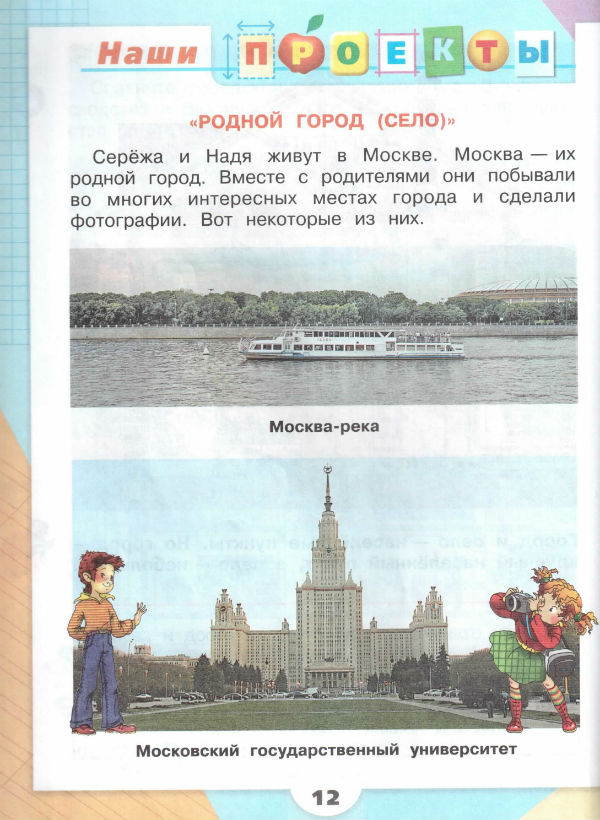 Наши ПРОЕКТЫ
«РОДНОЙ ГОРОД (СЕЛО)»
Серёжа и Надя живут в Москве. Москва — их
родной город. Вместе с родителями они побывали
во многих интересных местах города и сделали
фотографии. Вот некоторые из них.
Москва-река
Московский государственный университет
12